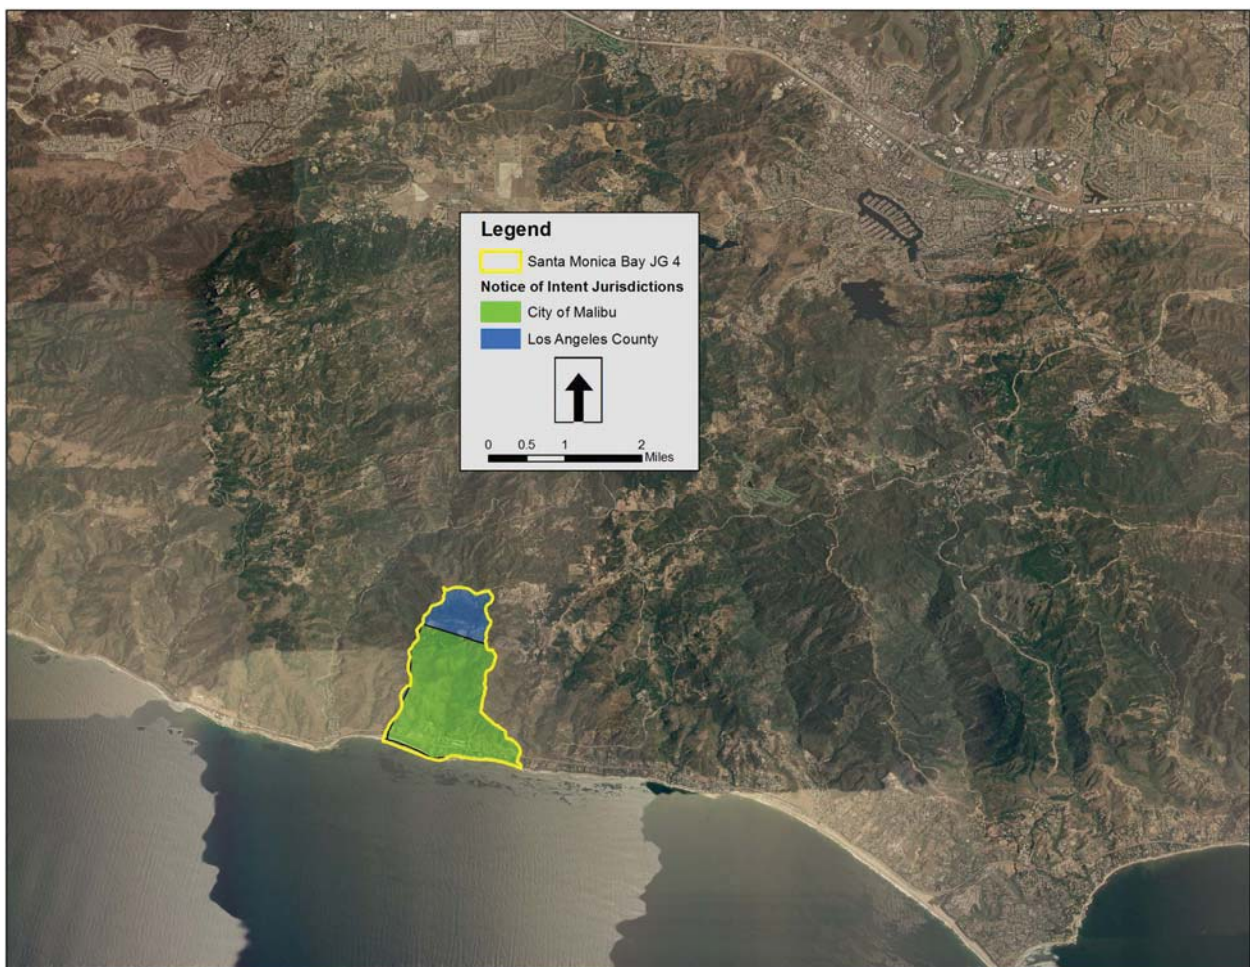 Legend
Santa Monica Bay JG 4
Notice of Intent Jurisdictions
City of Malibu
Los Angeles County
0 0.5 1 2
Miles